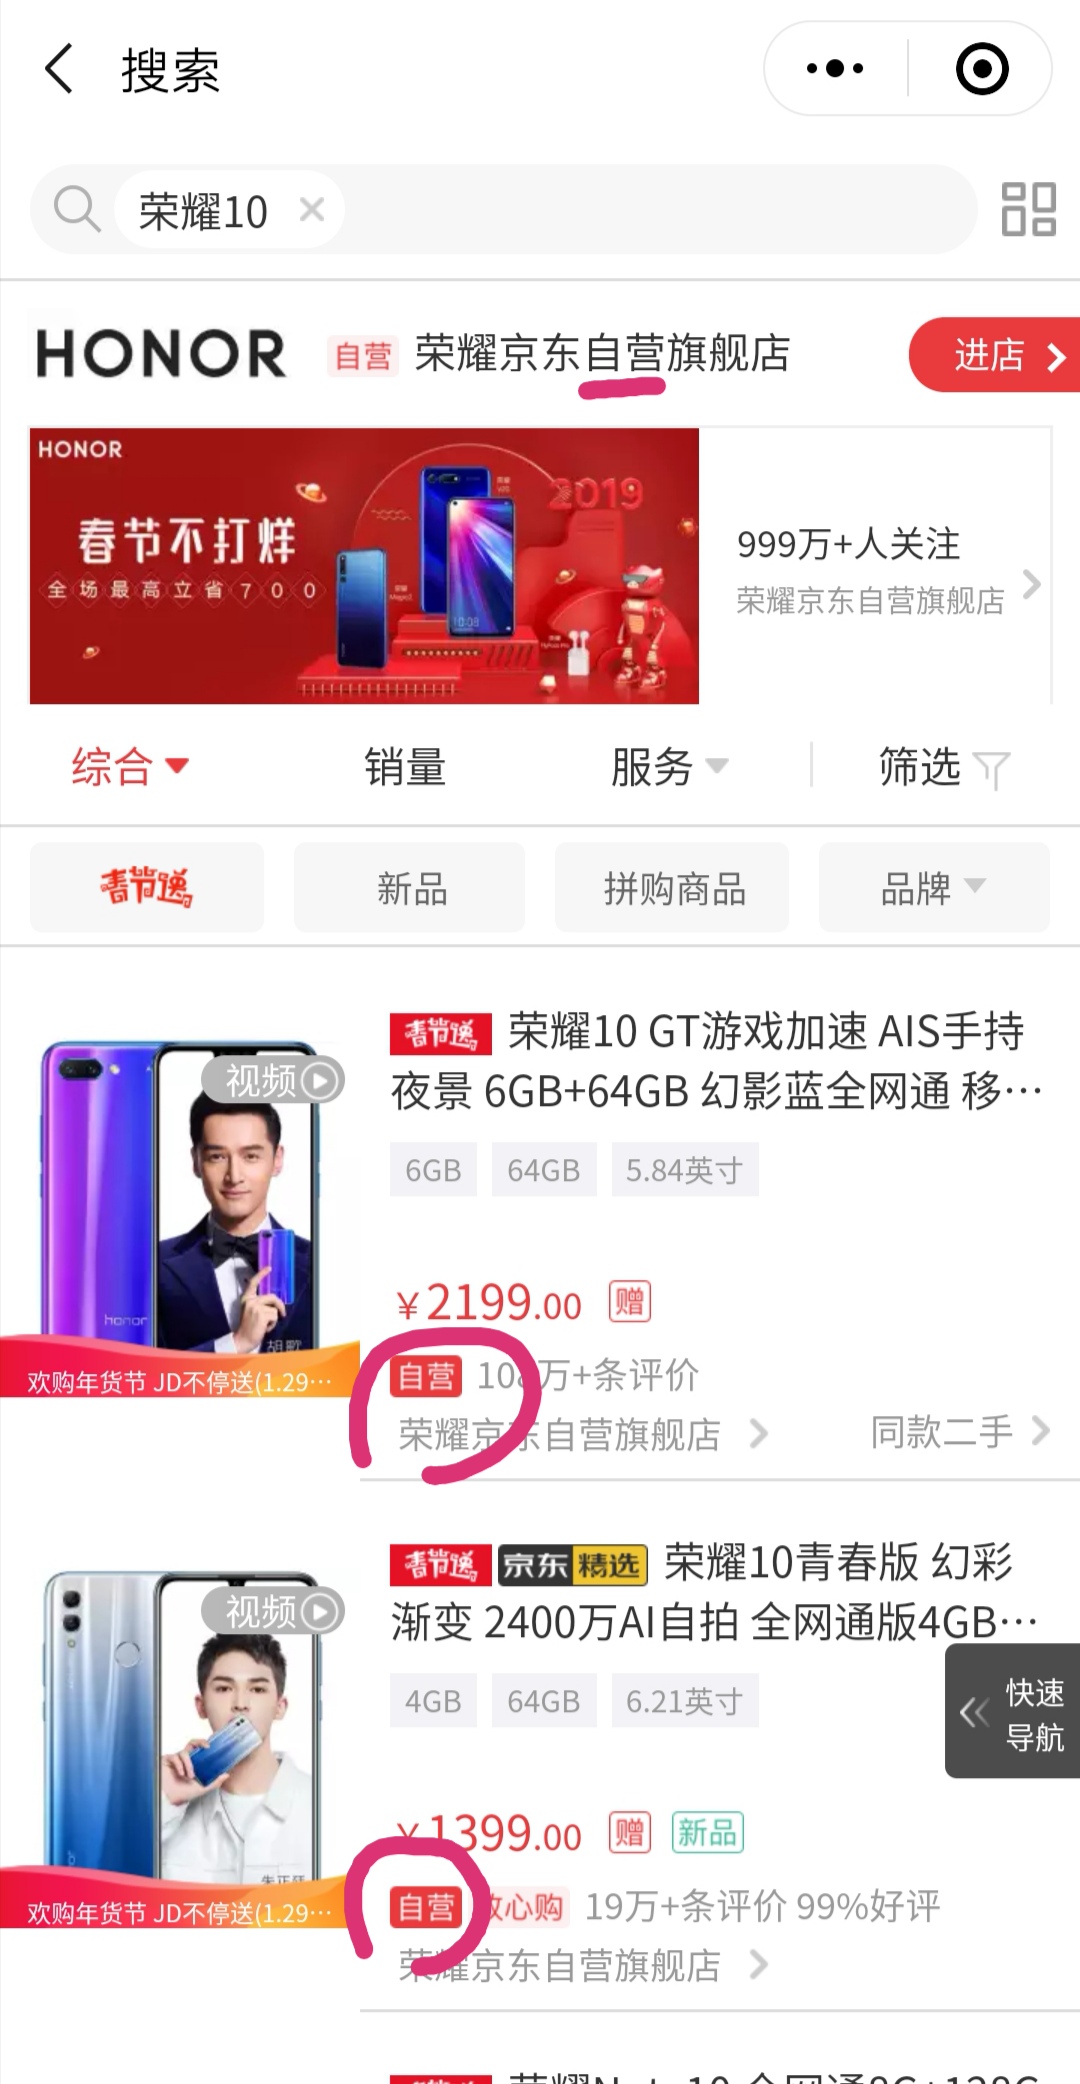 搜索
荣耀10
HONOR 自营 荣耀京东自营旗舰店 进店
HONOR
2019
春节不打烊
全场最高立省700
10:08
999万+人关注
荣耀京东自营旗舰店
综合 销量 服务 筛选
春节送 新品 拼购商品 品牌
视频
honor
胡歌
欢购年货节 JD不停送(1.29…
春节送 荣耀10 GT游戏加速 AIS手持
夜景 6GB+64GB 幻影蓝全网通 移…
6GB 64GB 5.84英寸
¥2199.00 赠
自营 万+条评价
荣耀京东自营旗舰店 同款二手
视频
欢购年货节 JD不停送(1.29…
春节送 京东精选 荣耀10青春版 幻彩
渐变 2400万AI自拍 全网通版4GB…
4GB 64GB 6.21英寸
快速
导航
¥1399.00 赠 新品
自营 放心购 19万+条评价 99%好评
荣耀京东自营旗舰店